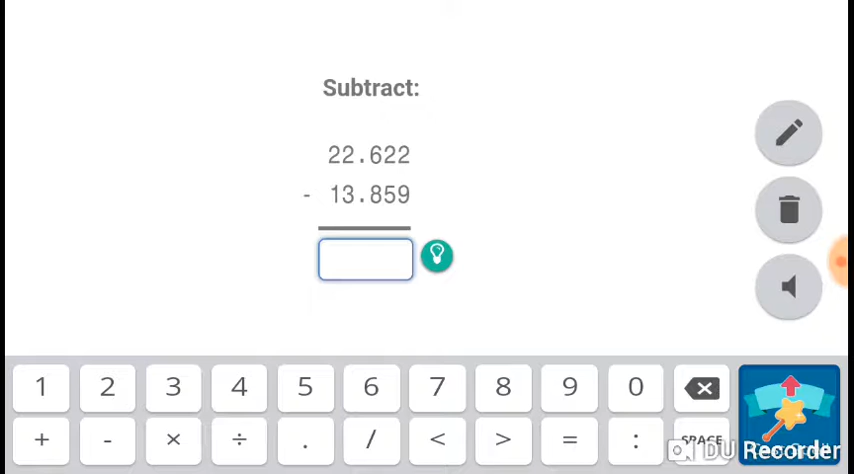 Subtract:
22.622
- 13.859
1 2 3 4 5 6 7 8 9 0
+ - × ÷ . / < > = : SPACE
DU Recorder